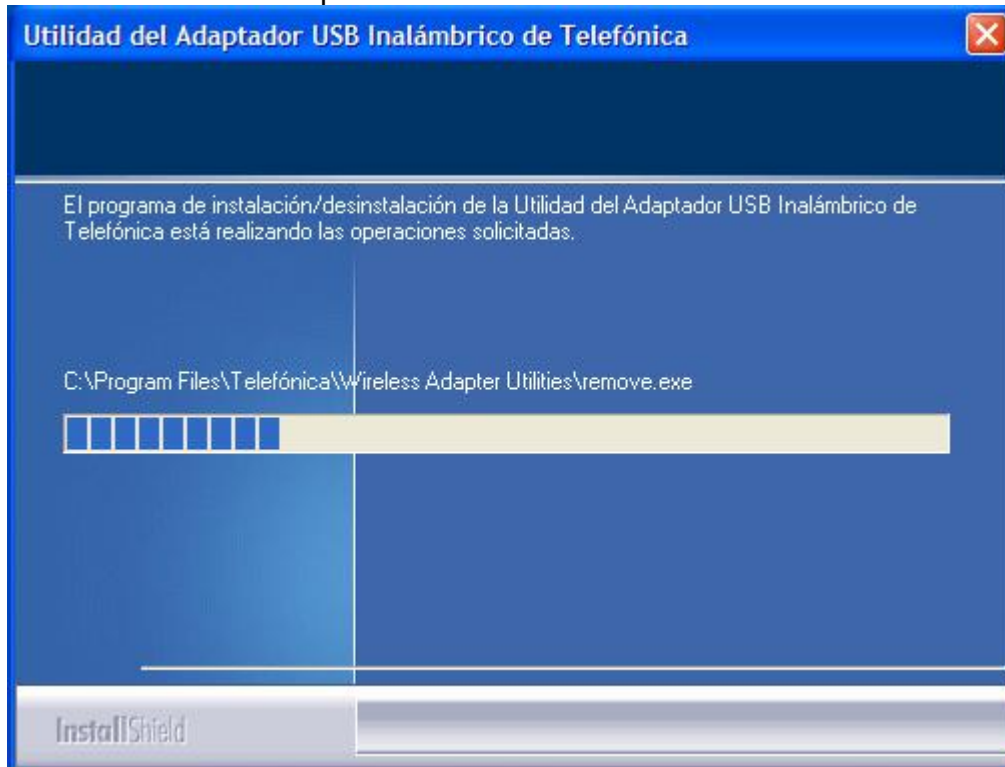 Utilidad del Adaptador USB Inalámbrico de Telefónica
El programa de instalación/desinstalación de la Utilidad del Adaptador USB Inalámbrico de
Telefónica está realizando las operaciones solicitadas.
C:\Program Files\Telefónica\Wireless Adapter Utilities\remove.exe
InstallShield